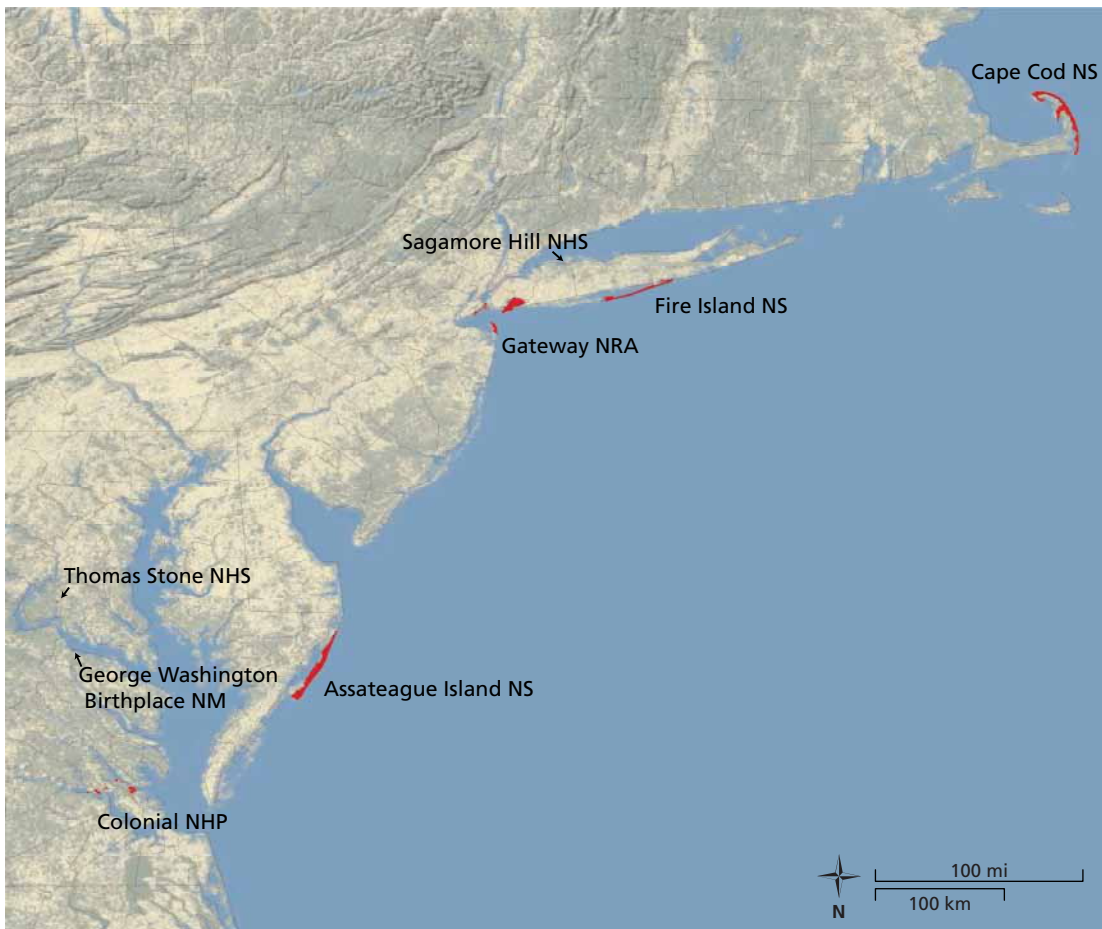 Cape Cod NS
Sagamore Hill NHS
Fire Island NS
Gateway NRA
Thomas Stone NHS
George Washington
Birthplace NM
Assateague Island NS
Colonial NHP
100 mi
100 km
N